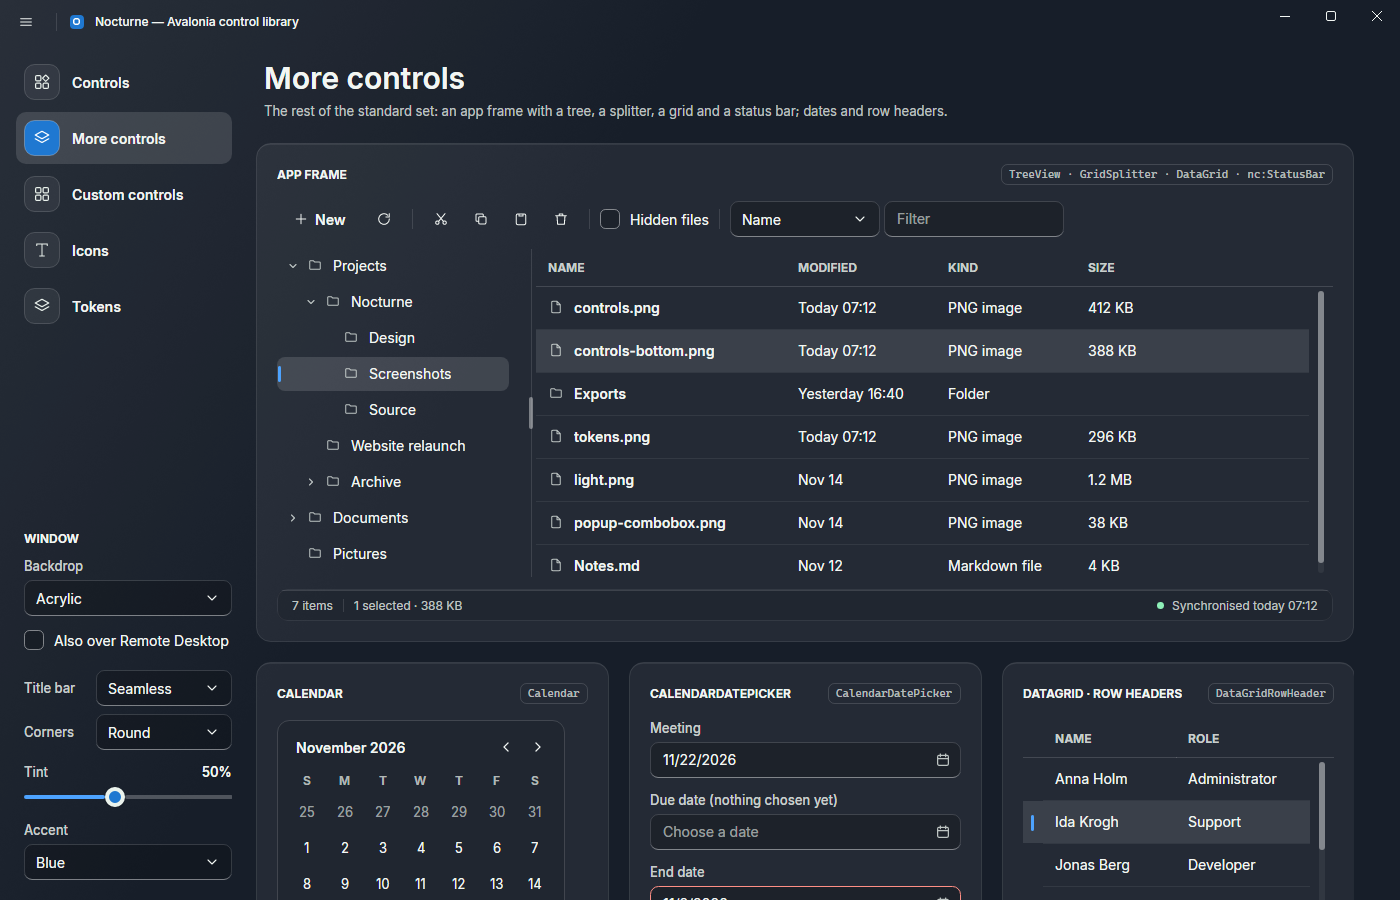 Nocturne — Avalonia control library
Controls
More controls
Custom controls
Icons
Tokens
WINDOW
Backdrop
Acrylic
Also over Remote Desktop
Title bar
Seamless
Corners
Round
Tint
50%
Accent
Blue
More controls
The rest of the standard set: an app frame with a tree, a splitter, a grid and a status bar; dates and row headers.
APP FRAME
TreeView · GridSplitter · DataGrid · nc:StatusBar
New
Hidden files
Name
Filter
Projects
Nocturne
Design
Screenshots
Source
Website relaunch
Archive
Documents
Pictures
NAME MODIFIED KIND SIZE
controls.png Today 07:12 PNG image 412 KB
controls-bottom.png Today 07:12 PNG image 388 KB
Exports Yesterday 16:40 Folder
tokens.png Today 07:12 PNG image 296 KB
light.png Nov 14 PNG image 1.2 MB
popup-combobox.png Nov 14 PNG image 38 KB
Notes.md Nov 12 Markdown file 4 KB
7 items 1 selected · 388 KB
Synchronised today 07:12
CALENDAR
Calendar
November 2026
S M T W T F S
25 26 27 28 29 30 31
1 2 3 4 5 6 7
8 9 10 11 12 13 14
CALENDARDATEPICKER
CalendarDatePicker
Meeting
11/22/2026
Due date (nothing chosen yet)
Choose a date
End date
DATAGRID · ROW HEADERS
DataGridRowHeader
NAME ROLE
Anna Holm Administrator
Ida Krogh Support
Jonas Berg Developer